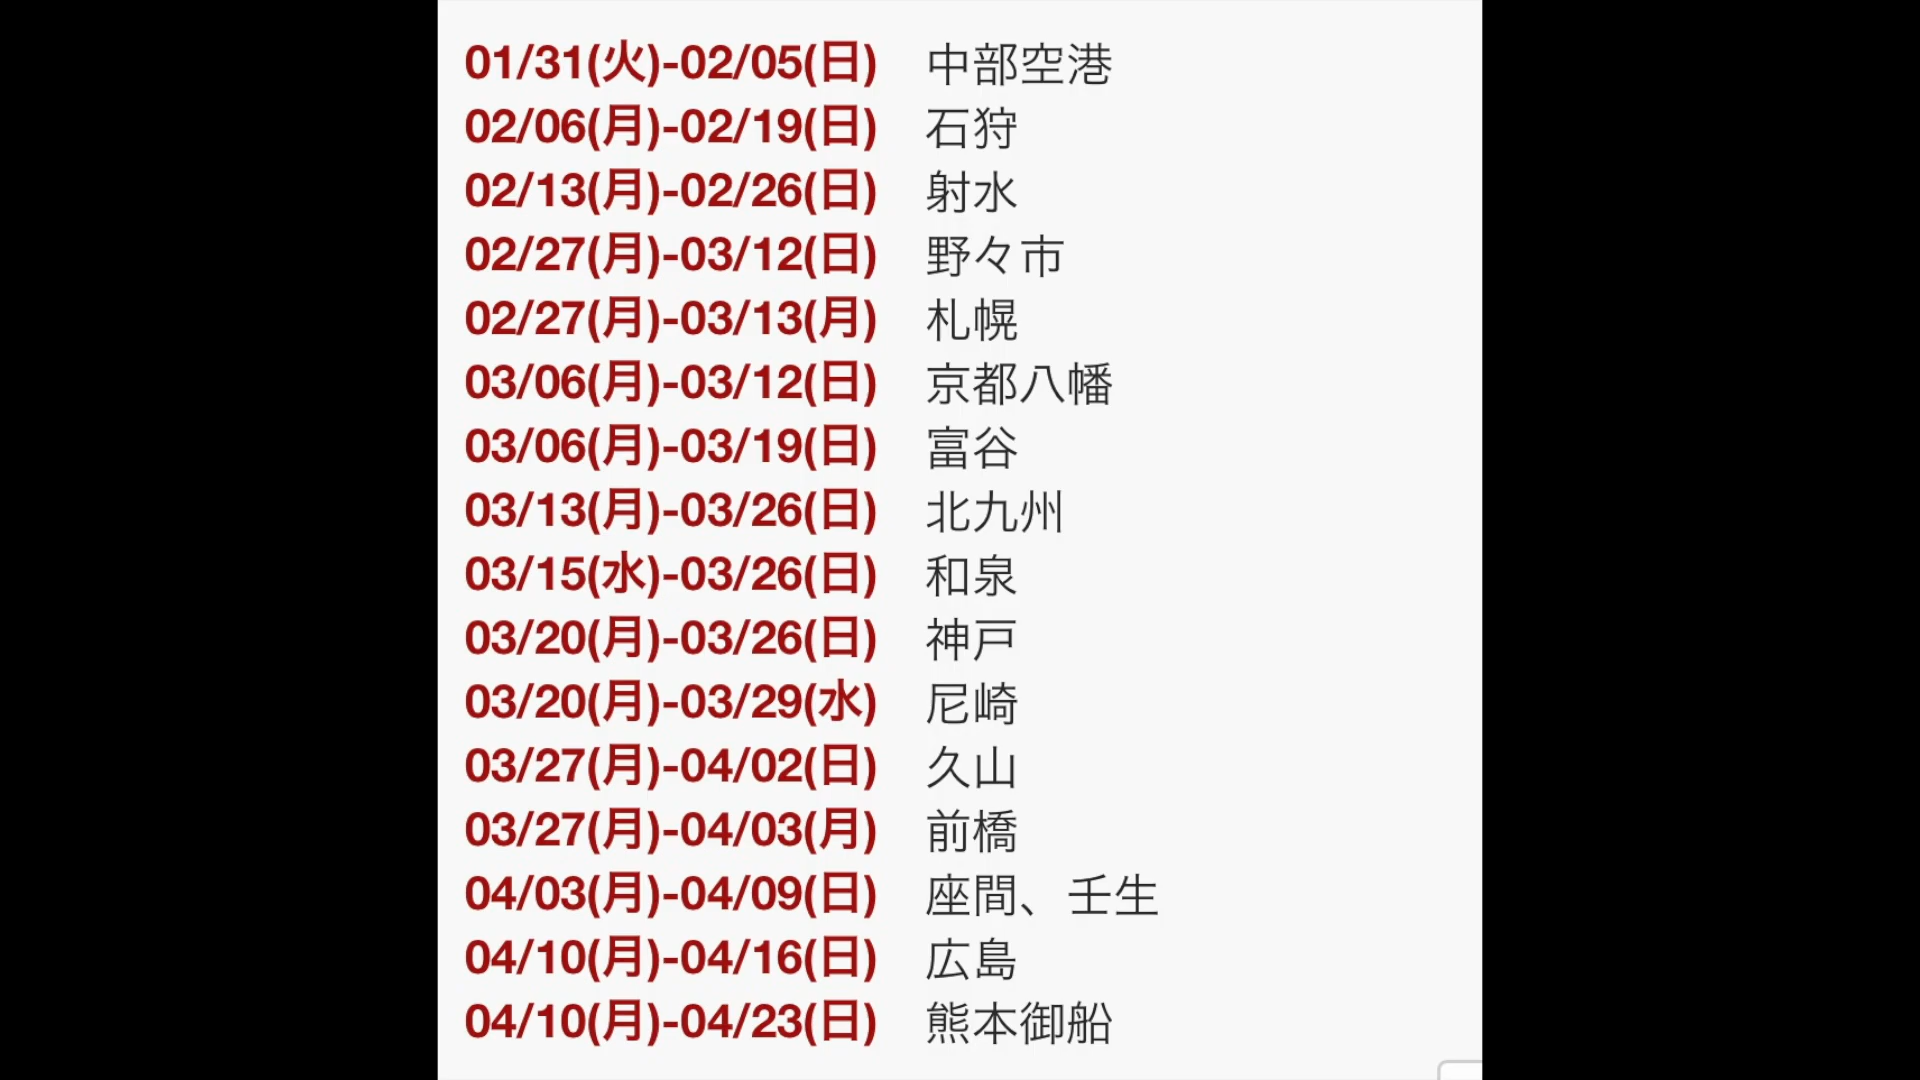 01/31(火)-02/05(日) 中部空港
02/06(月)-02/19(日) 石狩
02/13(月)-02/26(日) 射水
02/27(月)-03/12(日) 野々市
02/27(月)-03/13(月) 札幌
03/06(月)-03/12(日) 京都八幡
03/06(月)-03/19(日) 富谷
03/13(月)-03/26(日) 北九州
03/15(水)-03/26(日) 和泉
03/20(月)-03/26(日) 神戸
03/20(月)-03/29(水) 尼崎
03/27(月)-04/02(日) 久山
03/27(月)-04/03(月) 前橋
04/03(月)-04/09(日) 座間、壬生
04/10(月)-04/16(日) 広島
04/10(月)-04/23(日) 熊本御船